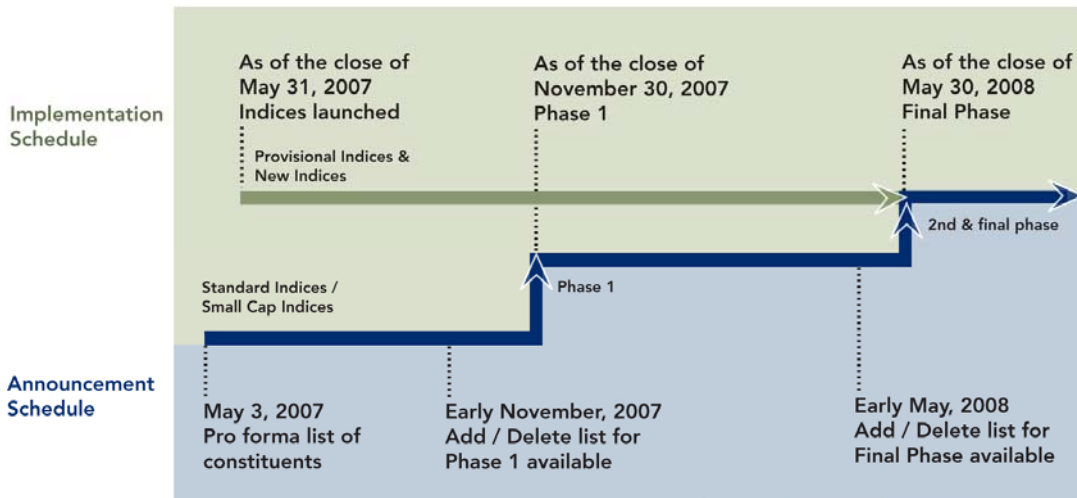 Implementation
Schedule
As of the close of
May 31, 2007
Indices launched
As of the close of
November 30, 2007
Phase 1
As of the close of
May 30, 2008
Final Phase
Provisional Indices &
New Indices
2nd & final phase
Standard Indices /
Small Cap Indices
Phase 1
Announcement
Schedule
May 3, 2007
Pro forma list of
constituents
Early November, 2007
Add / Delete list for
Phase 1 available
Early May, 2008
Add / Delete list for
Final Phase available